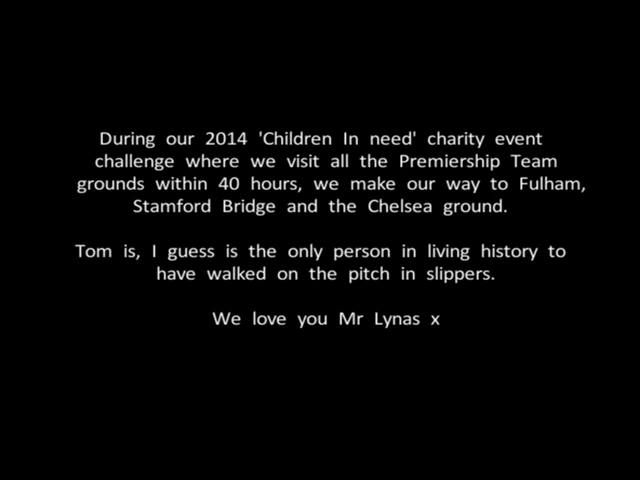 During our 2014 'Children In need' charity event
challenge where we visit all the Premiership Team
grounds within 40 hours, we make our way to Fulham,
Stamford Bridge and the Chelsea ground.
Tom is, I guess is the only person in living history to
have walked on the pitch in slippers.
We love you Mr Lynas x